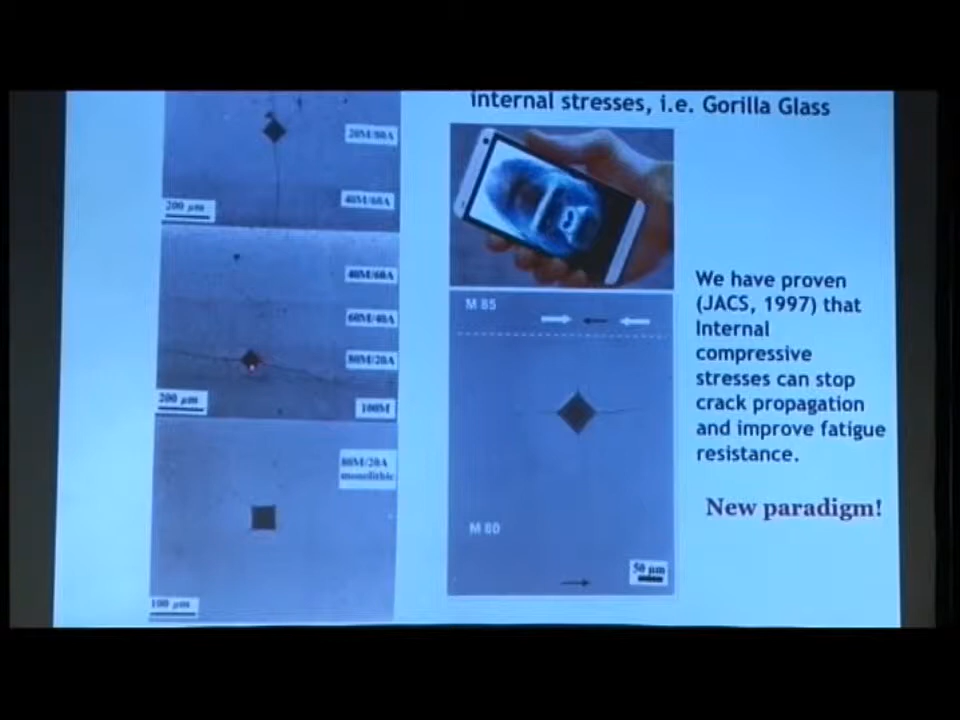 internal stresses, i.e. Gorilla Glass
20M/80A
40M/60A
200 μm
40M/60A
60M/40A
80M/20A
100M
200 μm
80M/20A
monolithic
100 μm
M 85
M 80
50 μm
We have proven
(JACS, 1997) that
Internal
compressive
stresses can stop
crack propagation
and improve fatigue
resistance.
New paradigm!